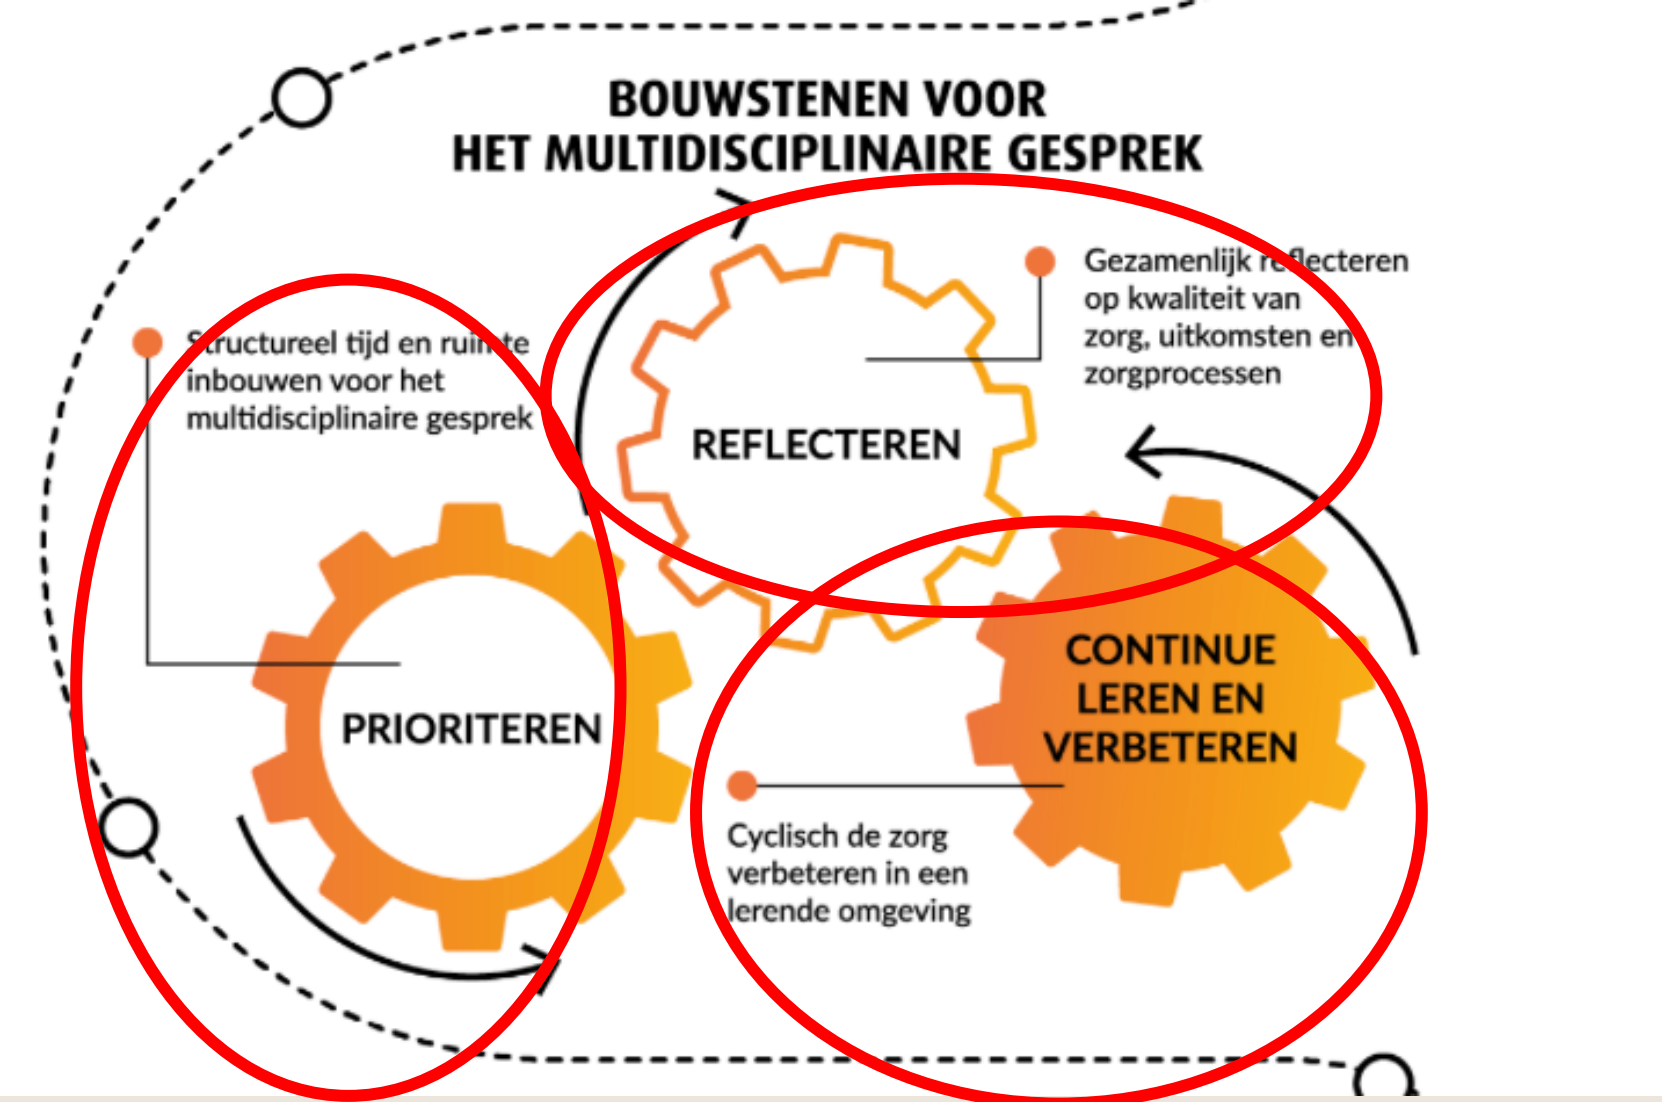 BOUWSTENEN VOOR
HET MULTIDISCIPLINAIRE GESPREK
Structureel tijd en ruimte
inbouwen voor het
multidisciplinaire gesprek
Gezamenlijk reflecteren
op kwaliteit van
zorg, uitkomsten en
zorgprocessen
REFLECTEREN
PRIORITEREN
CONTINUE
LEREN EN
VERBETEREN
Cyclisch de zorg
verbeteren in een
lerende omgeving